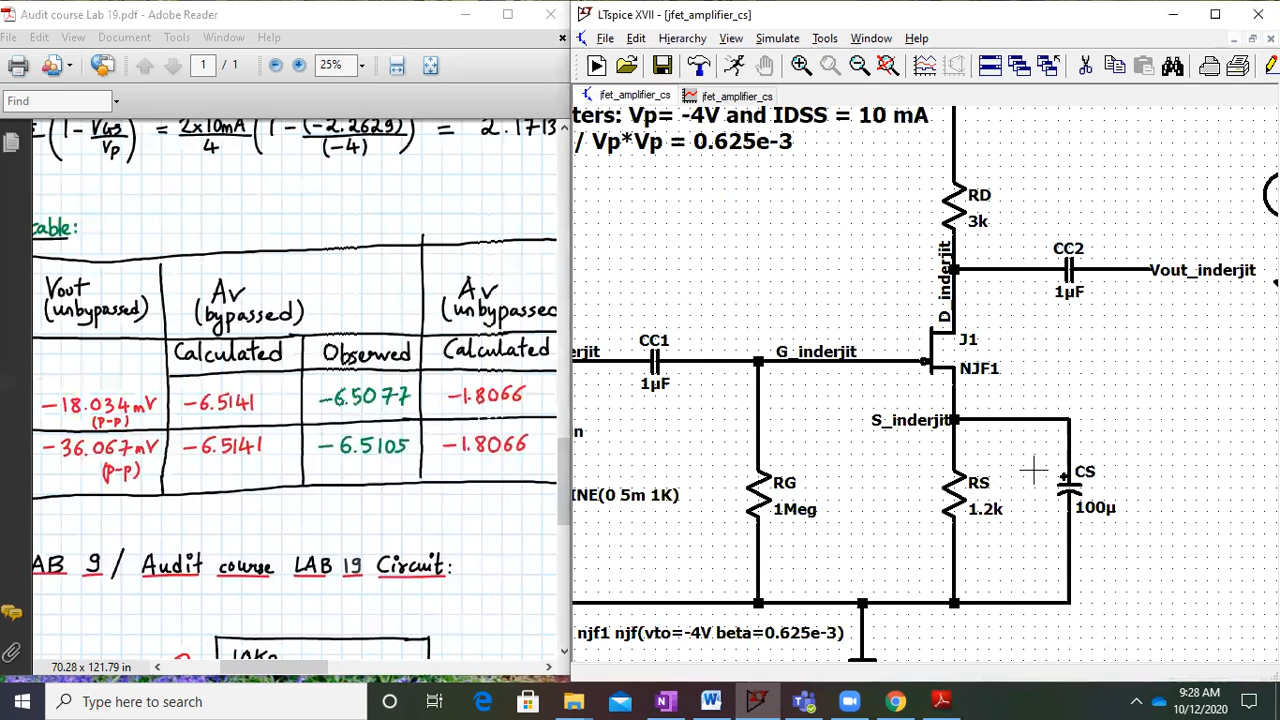 Audit course Lab 19.pdf - Adobe Reader
File Edit View Document Tools Window Help
1 / 1
25%
Find
(1 - VGS/Vp) = 2x10mA/4 (1 - (-2.2629)/(-4)) = 2.1713
table:
Vout (unbypassed)
Av (bypassed)
Av (unbypassed
Calculated
Observed
Calculated
-18.034mV (p-p)
-6.5141
-6.5077
-1.8066
-36.067mV (p-p)
-6.5141
-6.5105
-1.8066
AB 9 / Audit course LAB 19 Circuit:
70.28 x 121.79 in
LTspice XVII - [jfet_amplifier_cs]
File Edit Hierarchy View Simulate Tools Window Help
jfet_amplifier_cs
jfet_amplifier_cs
ters: Vp= -4V and IDSS = 10 mA
/ Vp*Vp = 0.625e-3
RD
3k
D_inderjit
CC2
1µF
Vout_inderjit
J1
NJF1
erjit
CC1
1µF
G_inderjit
S_inderjit
n
INE(0 5m 1K)
RG
1Meg
RS
1.2k
CS
100µ
njf1 njf(vto=-4V beta=0.625e-3)
Type here to search
9:28 AM
10/12/2020